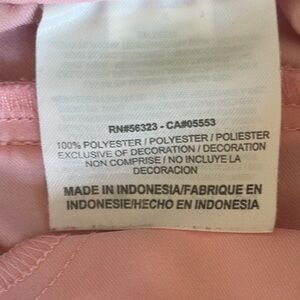 RN#56323 - CA#05553
100% POLYESTER / POLYESTER / POLIESTER
EXCLUSIVE OF DECORATION / DECORATION
NON COMPRISE / NO INCLUYE LA
DECORACION
MADE IN INDONESIA/FABRIQUE EN
INDONESIE/HECHO EN INDONESIA